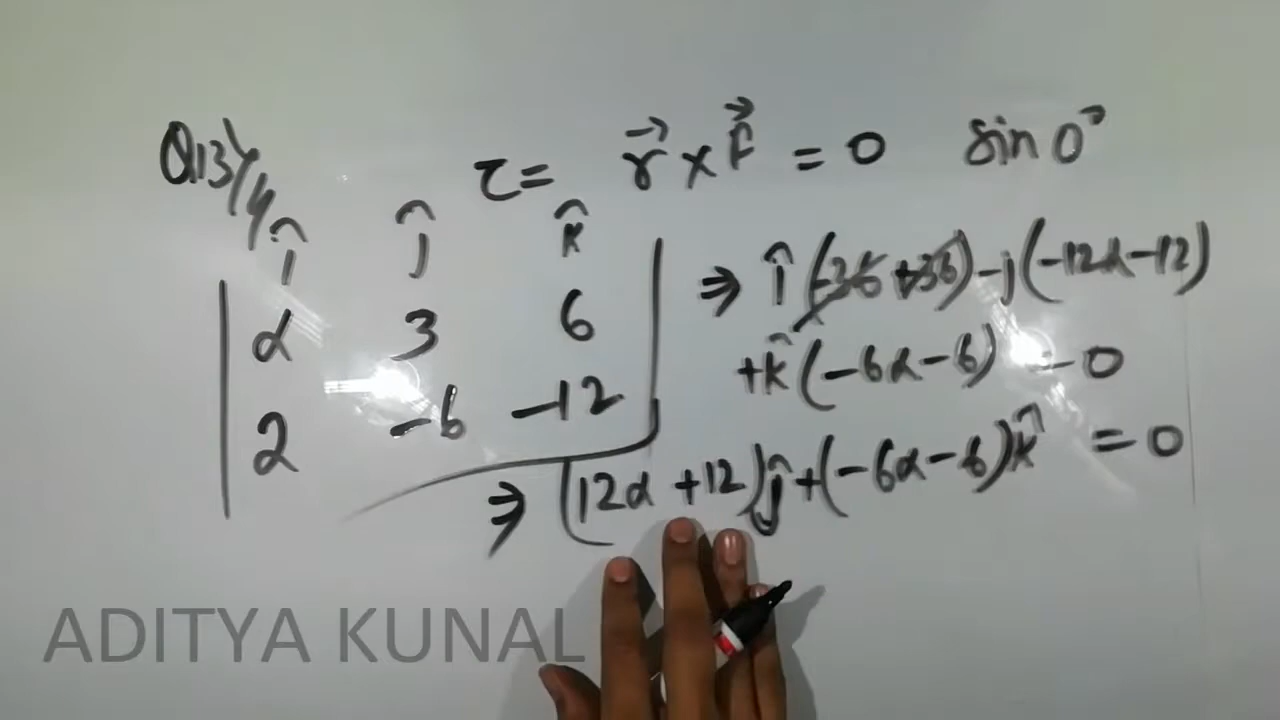 Q13/4
τ = r⃗ × F⃗ = 0 sin 0°
î ĵ k̂
α 3 6
2 -6 -12
⇒ î (-36 + 36) - j (-12α - 12)
+ k̂ (-6α - 6) = 0
⇒ (12α + 12) ĵ + (-6α - 6) k̂ = 0
ADITYA KUNAL